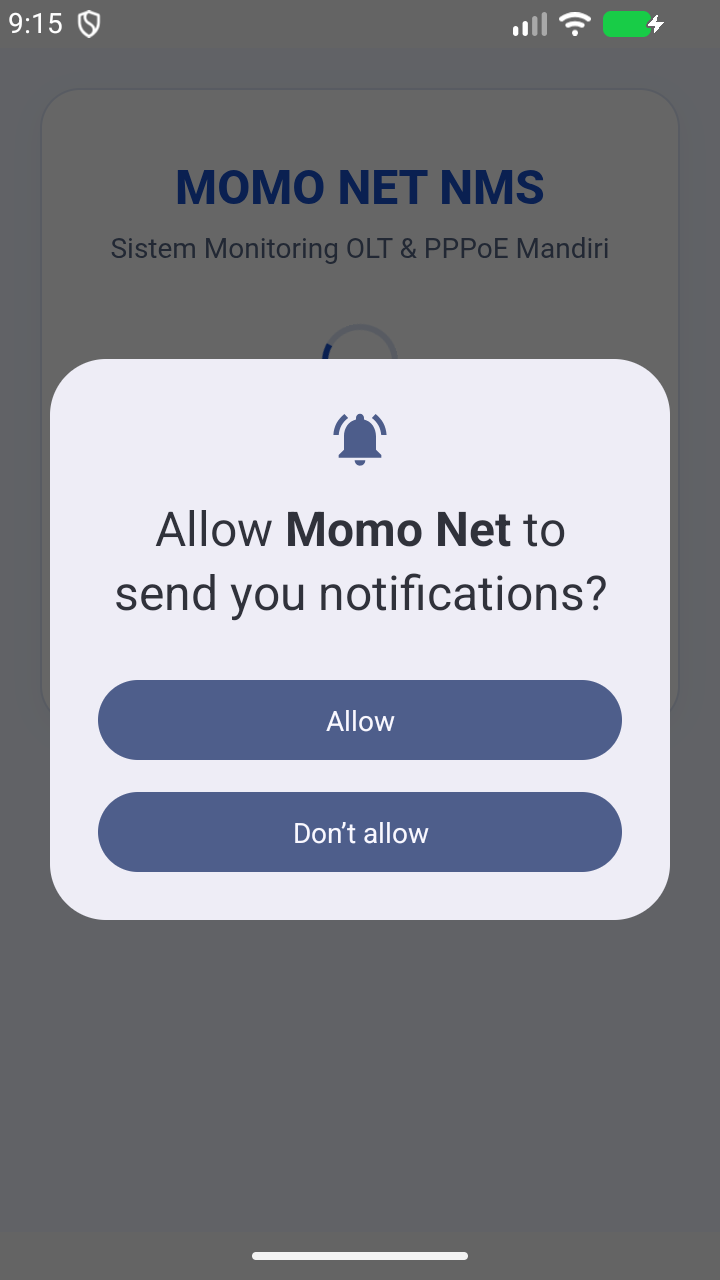 9:15
MOMO NET NMS
Sistem Monitoring OLT & PPPoE Mandiri
Allow Momo Net to
send you notifications?
Allow
Don’t allow